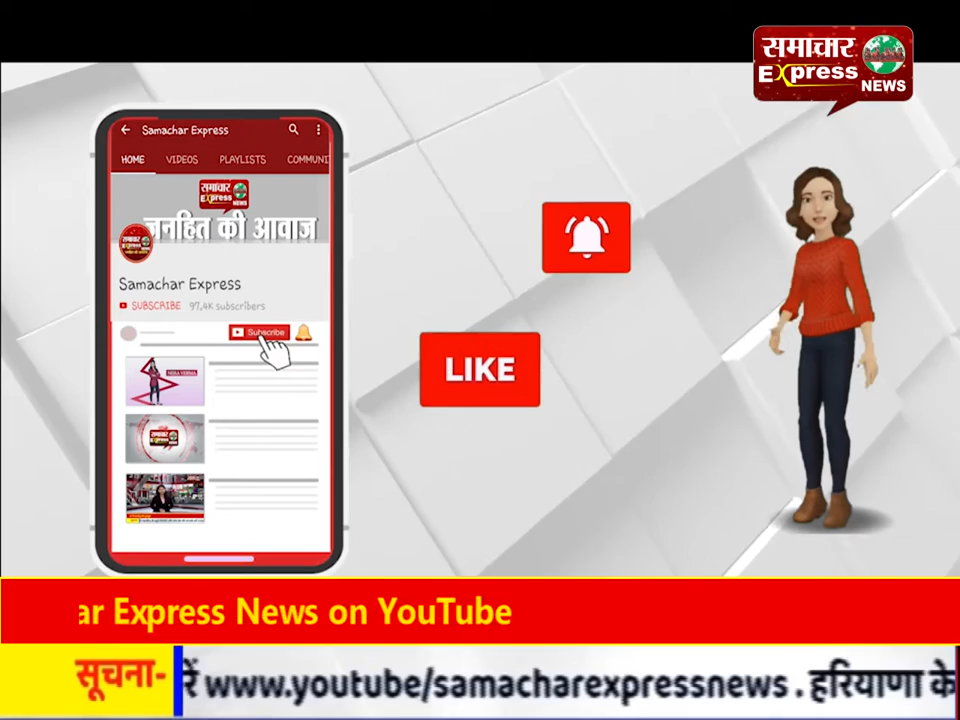 समाचार
Express
NEWS
Samachar Express
HOME VIDEOS PLAYLISTS COMMUNI
समाचार
Express
NEWS
जनहित की आवाज
Samachar Express
SUBSCRIBE 97.4K subscribers
Subscribe
LIKE
ar Express News on YouTube
सूचना- रें www.youtube/samacharexpressnews . हरियाणा के